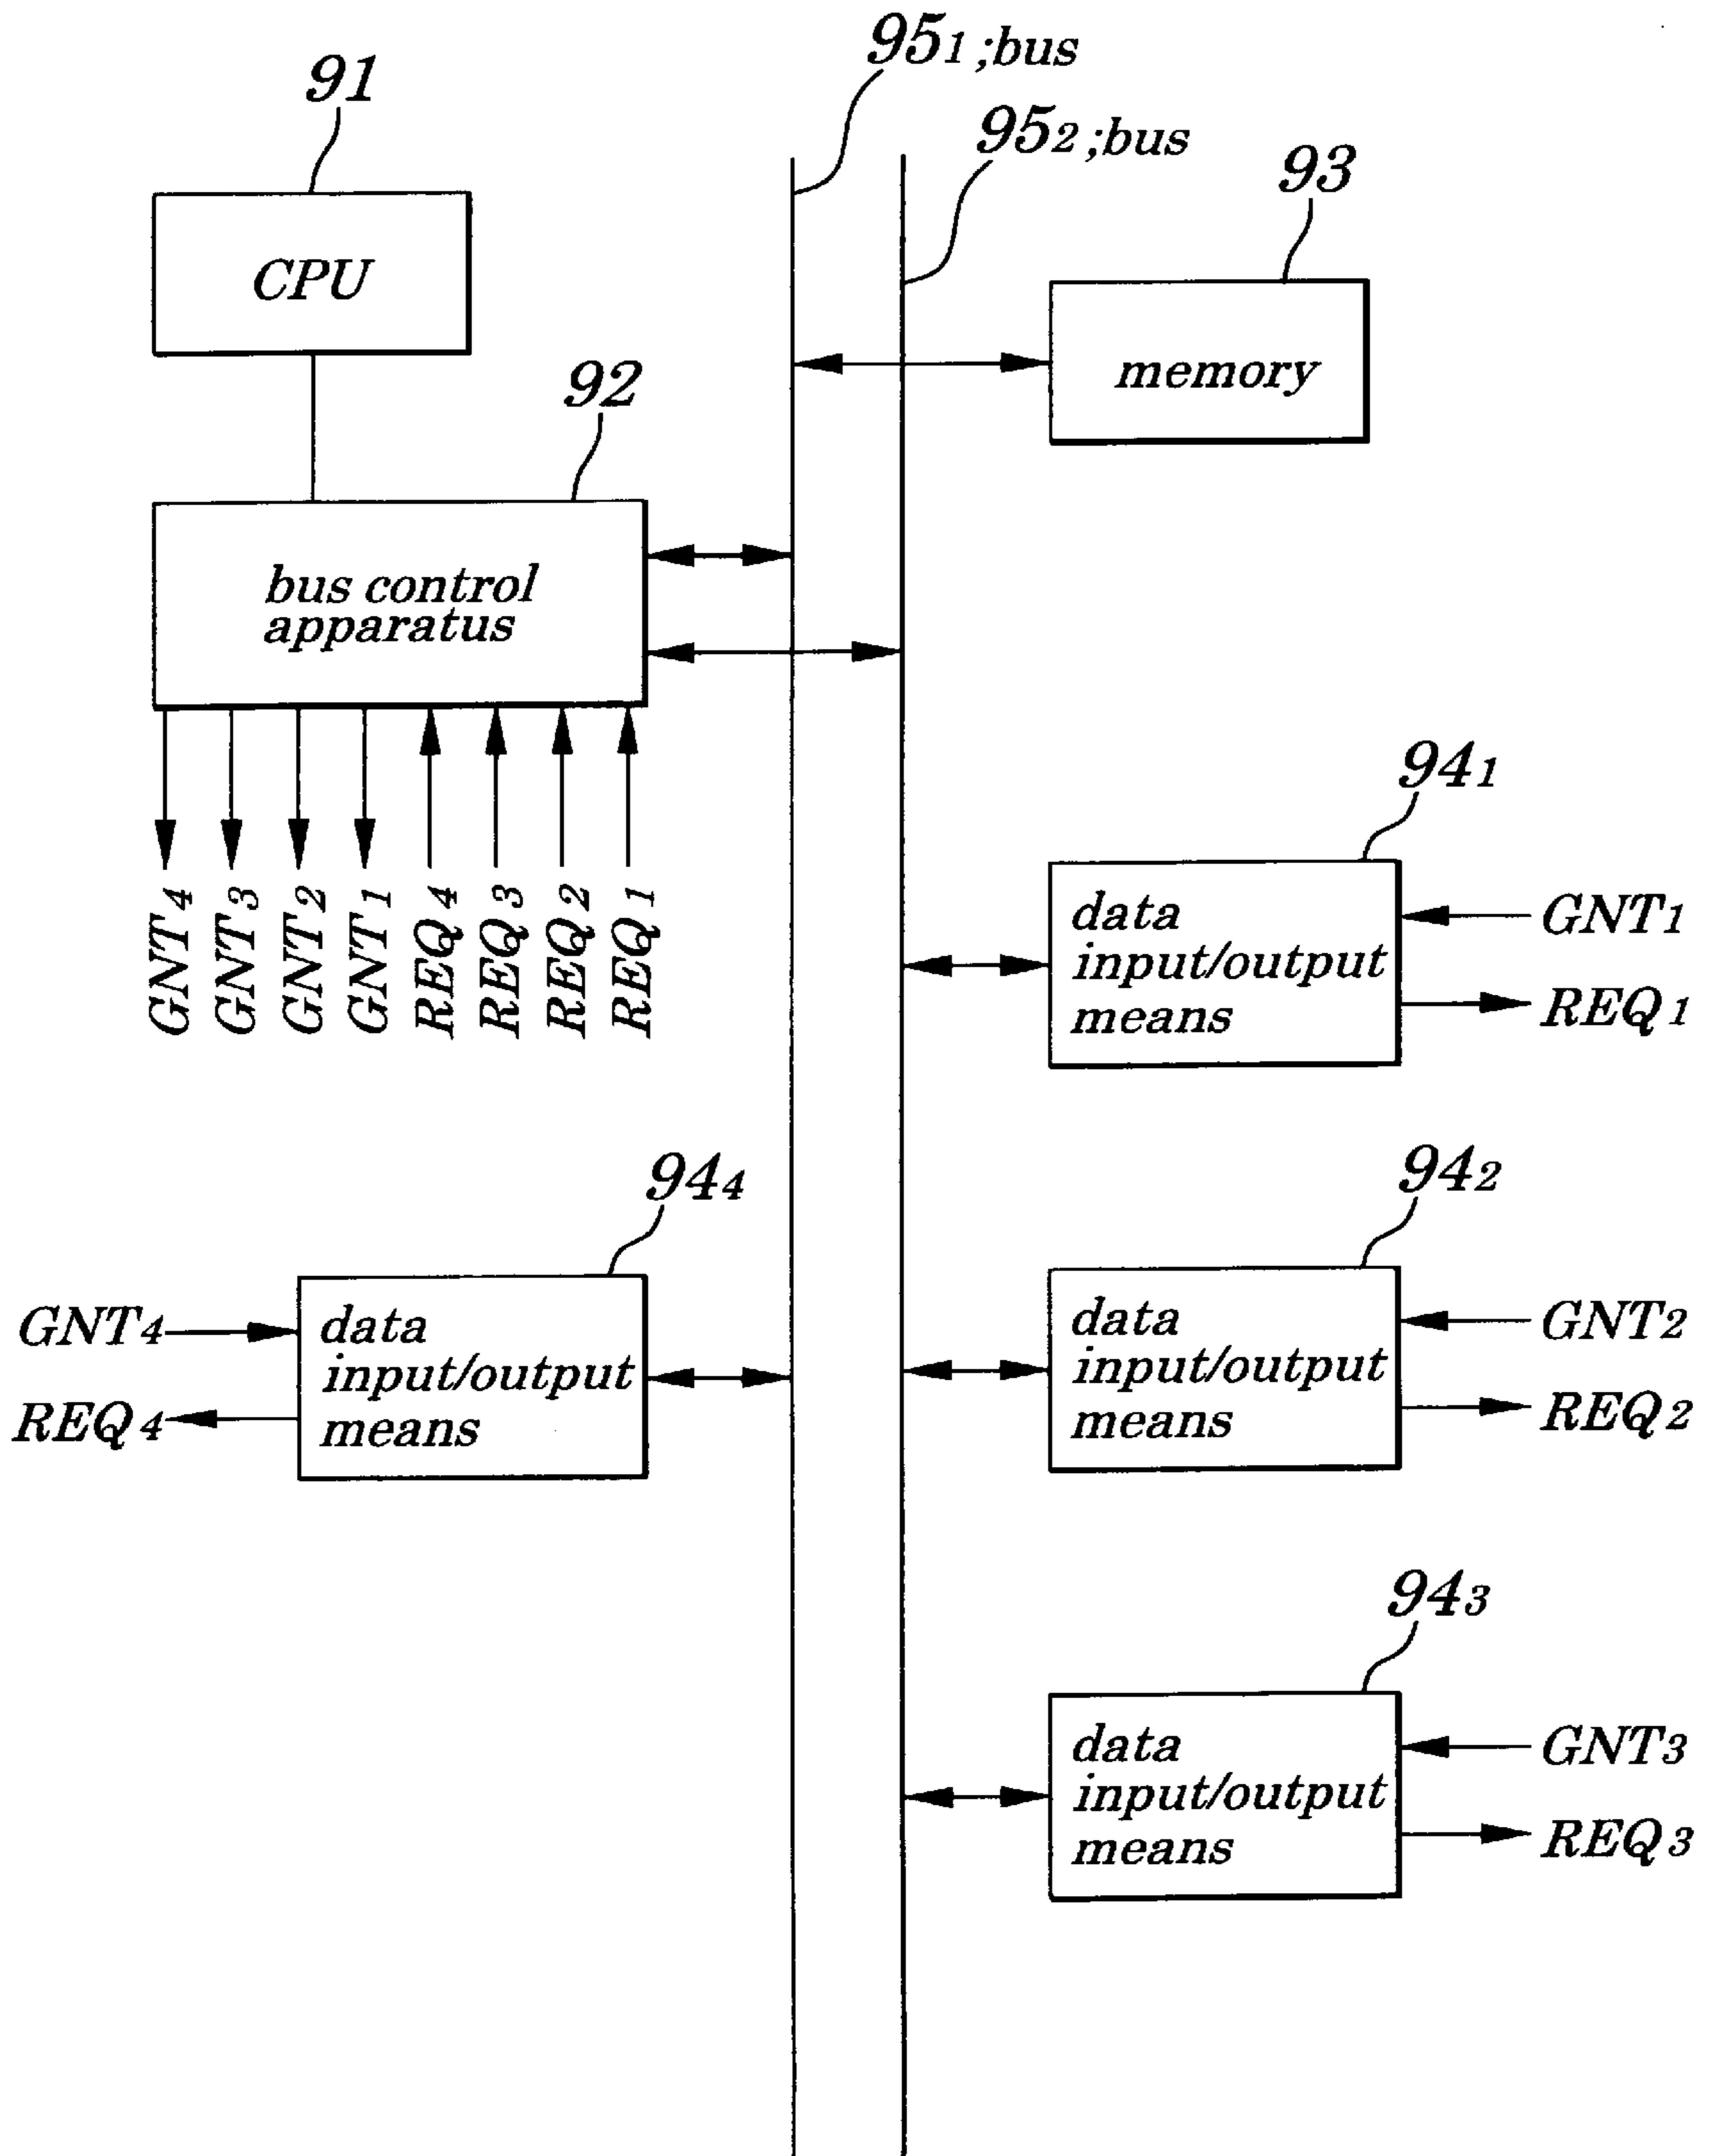 95₁;bus
91
95₂;bus
93
CPU
memory
92
bus control
apparatus
94₁
GNT₄
GNT₃
GNT₂
GNT₁
REQ₄
REQ₃
REQ₂
REQ₁
data
input/output
means
GNT₁
REQ₁
94₄
94₂
GNT₄
REQ₄
data
input/output
means
data
input/output
means
GNT₂
REQ₂
94₃
data
input/output
means
GNT₃
REQ₃